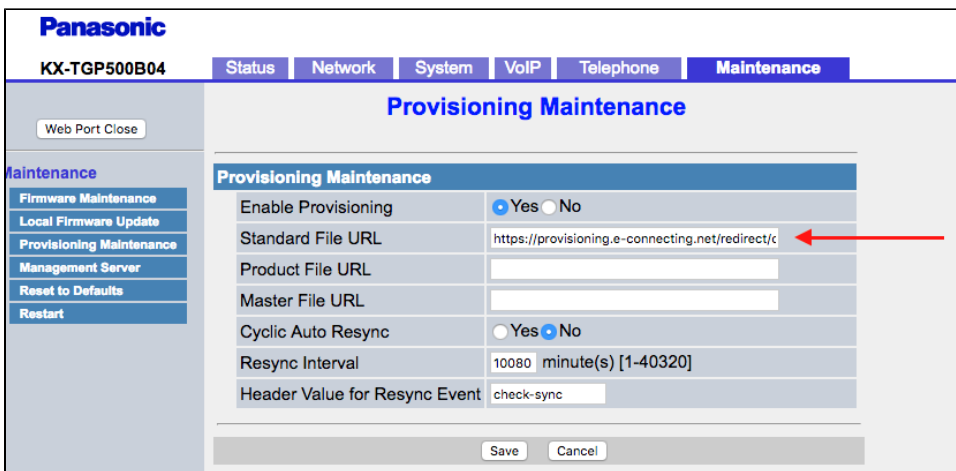 Panasonic
KX-TGP500B04
Status Network System VoIP Telephone Maintenance
Web Port Close
Maintenance
Firmware Maintenance
Local Firmware Update
Provisioning Maintenance
Management Server
Reset to Defaults
Restart
Provisioning Maintenance
Provisioning Maintenance
Enable Provisioning Yes No
Standard File URL https://provisioning.e-connecting.net/redirect/
Product File URL
Master File URL
Cyclic Auto Resync Yes No
Resync Interval 10080 minute(s) [1-40320]
Header Value for Resync Event check-sync
Save Cancel